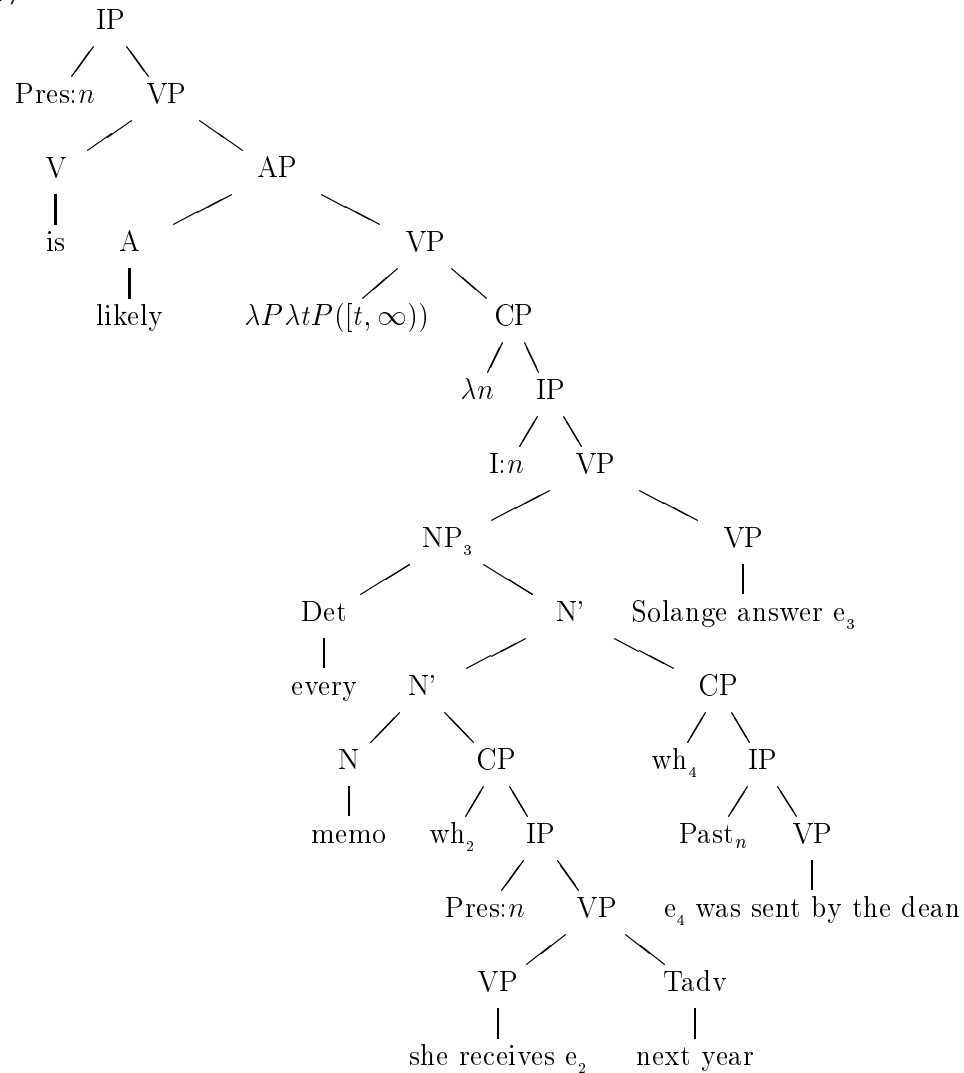 IP
Pres:n VP
V AP
is A VP
likely λPλtP([t, ∞)) CP
λn IP
I:n VP
NP₃ VP
Det N' Solange answer e₃
every N' CP
N CP wh₄ IP
memo wh₂ IP Pastₙ VP
Pres:n VP e₄ was sent by the dean
VP Tadv
she receives e₂ next year